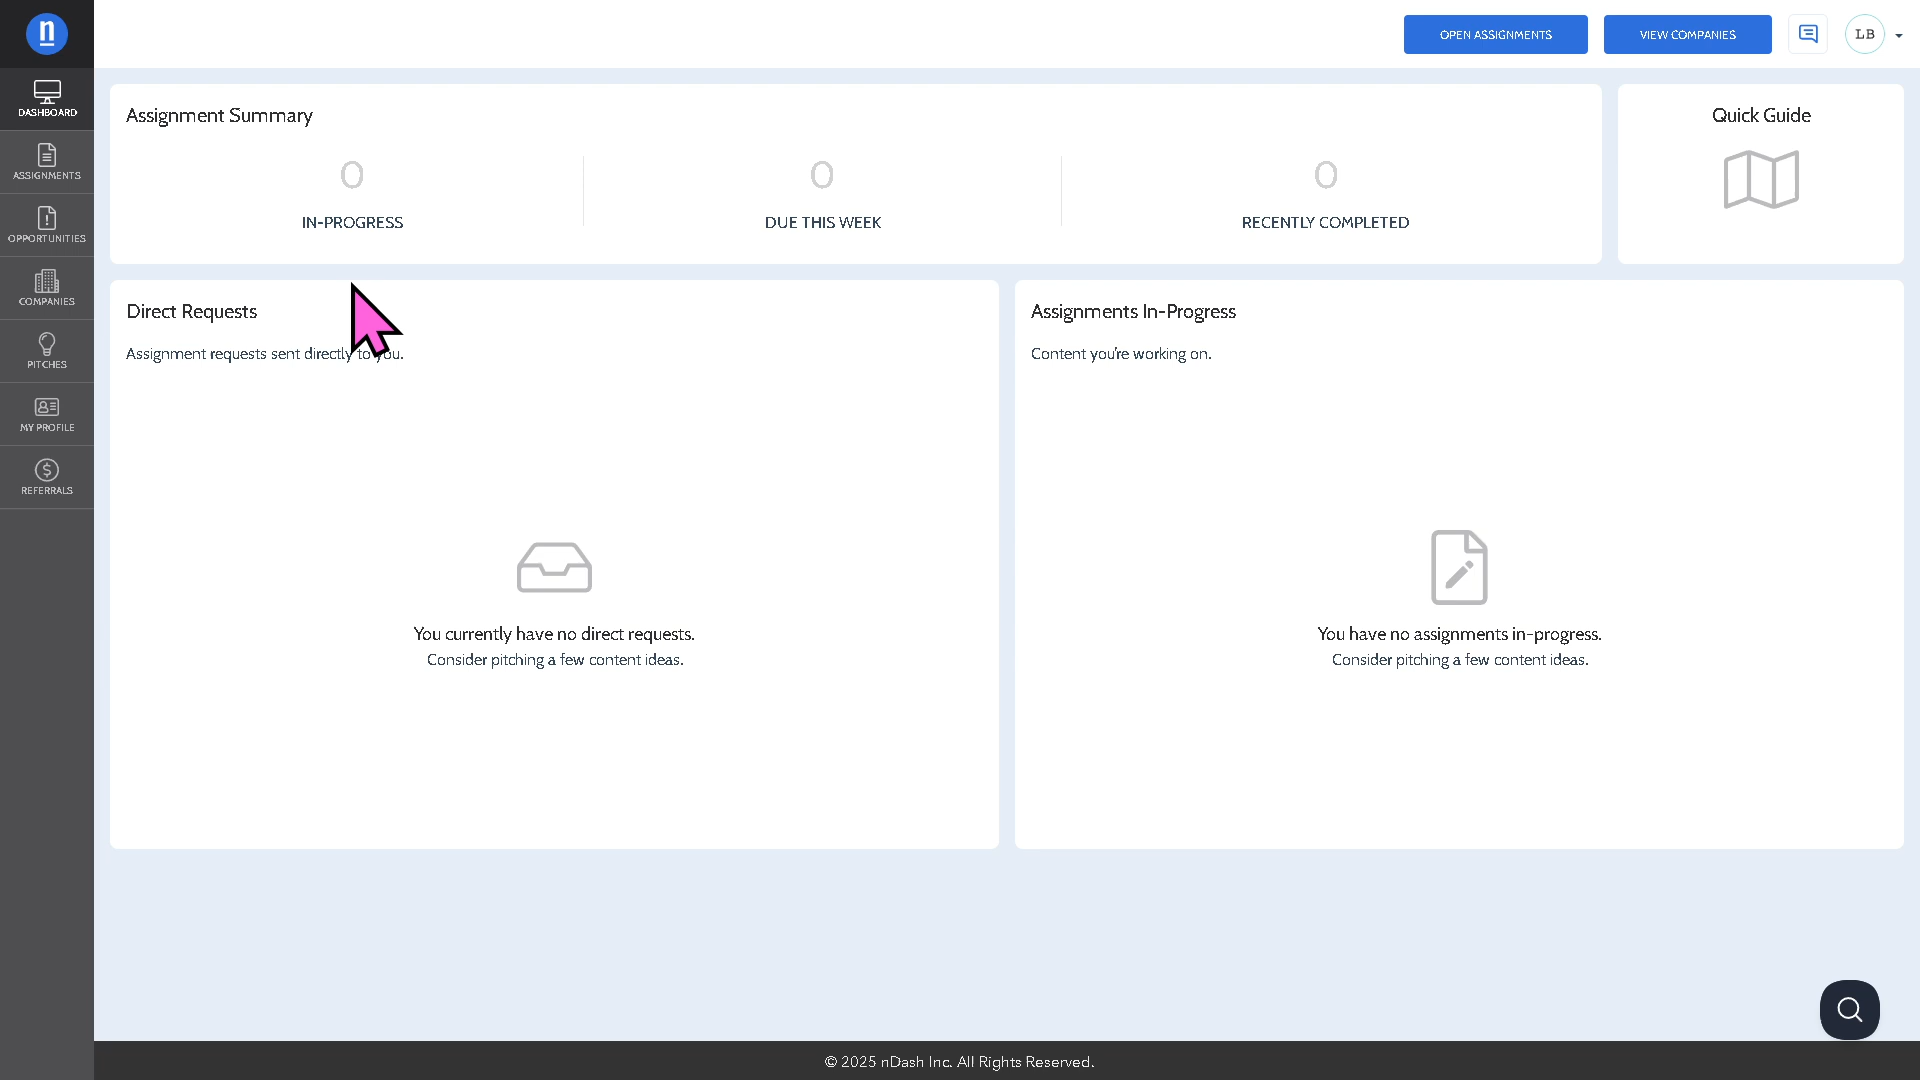 n
OPEN ASSIGNMENTS
VIEW COMPANIES
LB
DASHBOARD
ASSIGNMENTS
OPPORTUNITIES
COMPANIES
PITCHES
MY PROFILE
REFERRALS
Assignment Summary
0
IN-PROGRESS
0
DUE THIS WEEK
0
RECENTLY COMPLETED
Quick Guide
Direct Requests
Assignment requests sent directly to you.
You currently have no direct requests.
Consider pitching a few content ideas.
Assignments In-Progress
Content you're working on.
You have no assignments in-progress.
Consider pitching a few content ideas.
© 2025 nDash Inc. All Rights Reserved.